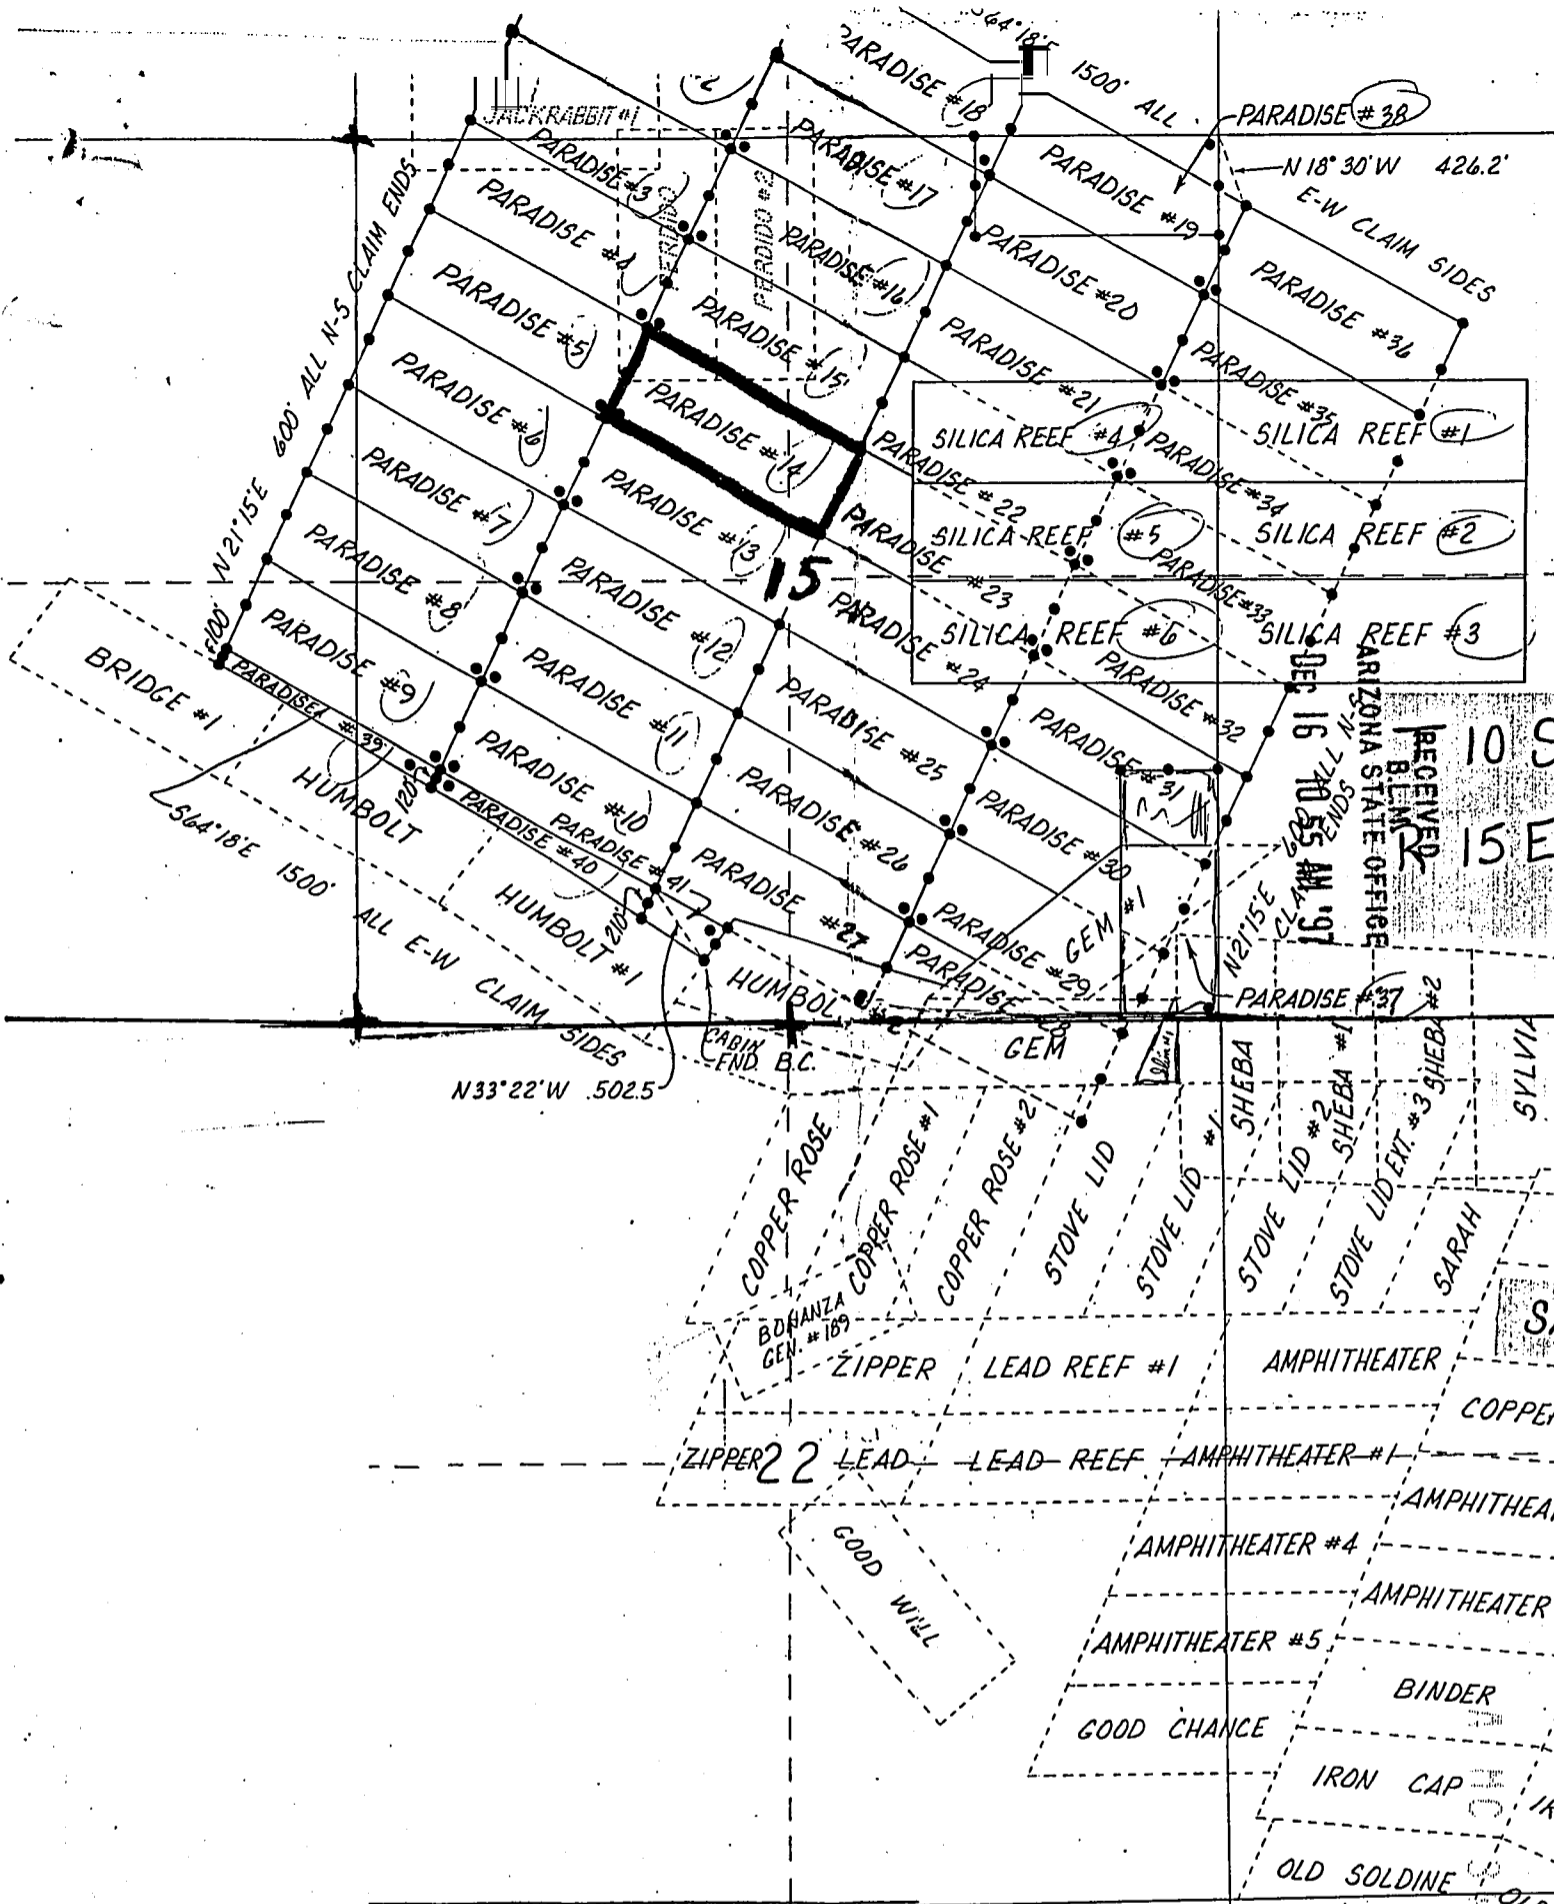 S64°18'E
1500' ALL
E-W CLAIM SIDES
PARADISE #18
PARADISE #38
N 18° 30' W 426.2'
JACKRABBIT #1
PARADISE #3
PARADISE #17
PARADISE #19
PARADISE #4
PERDIDO
PERDIDO #2
PARADISE #16
PARADISE #20
PARADISE #36
PARADISE #5
PARADISE #15
PARADISE #21
PARADISE #35
600' ALL N-S CLAIM ENDS
N 21°15'E
PARADISE #6
PARADISE #14
PARADISE #22
SILICA REEF #4
SILICA REEF #1
PARADISE #34
PARADISE #7
PARADISE #13
PARADISE #23
SILICA REEF #5
SILICA REEF #2
PARADISE #33
15
PARADISE #8
PARADISE #12
PARADISE #24
SILICA REEF #6
SILICA REEF #3
100'
BRIDGE #1
PARADISE #9
PARADISE #39
PARADISE #11
PARADISE #25
PARADISE #32
HUMBOLT
120'
PARADISE #10
PARADISE #26
PARADISE #31
S64°18'E 1500' ALL E-W CLAIM SIDES
PARADISE #40
PARADISE #41
PARADISE #30
HUMBOLT #1
210'
PARADISE #27
PARADISE #29
GEM #1
HUMBOL
PARADISE
GEM
CABIN
END. B.C.
N33°22'W 502.5
RECEIVED
B.L.M.
ARIZONA STATE OFFICE
DEC 16 10 55 AM '97
10 S
R 15 E
600' ALL N-S
CLAIM ENDS
N21°15'E
PARADISE #37
SHEBA
SHEBA #1
SHEBA #2
SYLVIA
COPPER ROSE
COPPER ROSE #1
COPPER ROSE #2
STOVE LID
STOVE LID #1
STOVE LID #2
STOVE LID EXT. #3
SARAH
BONANZA
GEN. #189
ZIPPER
LEAD REEF #1
AMPHITHEATER
COPPER
ZIPPER
22
LEAD
LEAD REEF
AMPHITHEATER #1
AMPHITHEA
GOOD WILL
AMPHITHEATER #4
AMPHITHEATER
AMPHITHEATER #5
BINDER
GOOD CHANCE
IRON CAP
OLD SOLDINE